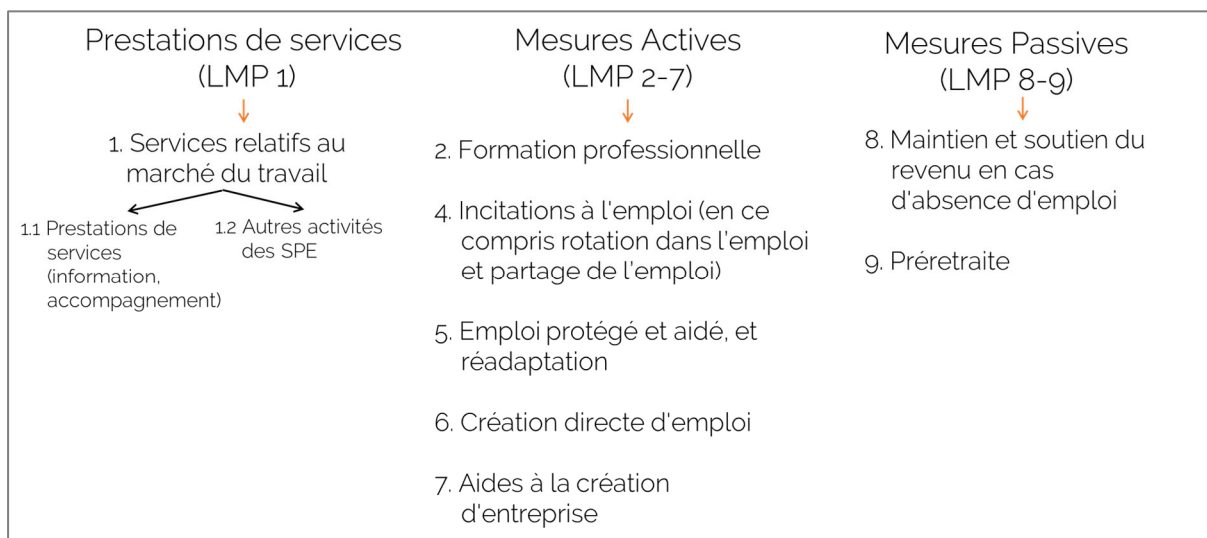 Prestations de services
(LMP 1)
1. Services relatifs au
marché du travail
1.1 Prestations de
services
(information,
accompagnement)
1.2 Autres activités
des SPE
Mesures Actives
(LMP 2-7)
2. Formation professionnelle
4. Incitations à l'emploi (en ce
compris rotation dans l'emploi
et partage de l'emploi)
5. Emploi protégé et aidé, et
réadaptation
6. Création directe d'emploi
7. Aides à la création
d'entreprise
Mesures Passives
(LMP 8-9)
8. Maintien et soutien du
revenu en cas
d'absence d'emploi
9. Préretraite